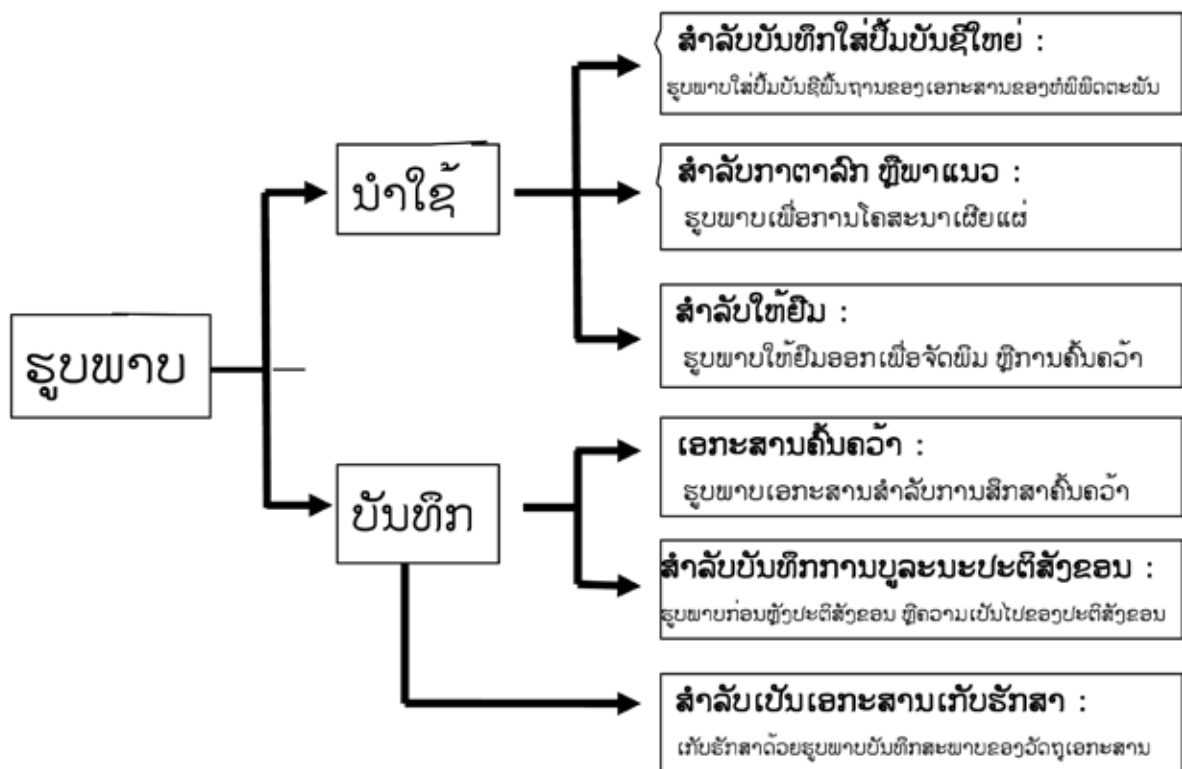 ຮູບພາບ
ນຳໃຊ້
ສຳລັບບັນທຶກໃສ່ປຶ້ມບັນຊີໃຫຍ່ :
ຮູບພາບໃສ່ປຶ້ມບັນຊີພື້ນຖານຂອງເອກະສານຂອງຫໍພິພິດຕະພັນ
ສຳລັບກາຕາລົກ ຫຼືພາແນວ :
ຮູບພາບເພື່ອການໂຄສະນາເຜີຍແຜ່
ສຳລັບໃຫ້ຢືມ :
ຮູບພາບໃຫ້ຢືມອອກເພື່ອຈັດພິມ ຫຼືການຄົ້ນຄວ້າ
ບັນທຶກ
ເອກະສານຄົ້ນຄວ້າ :
ຮູບພາບເອກະສານສຳລັບການສຶກສາຄົ້ນຄວ້າ
ສຳລັບບັນທຶກການບູລະນະປະຕິສັງຂອນ :
ຮູບພາບກ່ອນຫຼັງປະຕິສັງຂອນ ຫຼືຄວາມເປັນໄປຂອງປະຕິສັງຂອນ
ສຳລັບເປັນເອກະສານເກັບຮັກສາ :
ເກັບຮັກສາດ້ວຍຮູບພາບບັນທຶກສະພາບຂອງວັດຖຸເອກະສານ